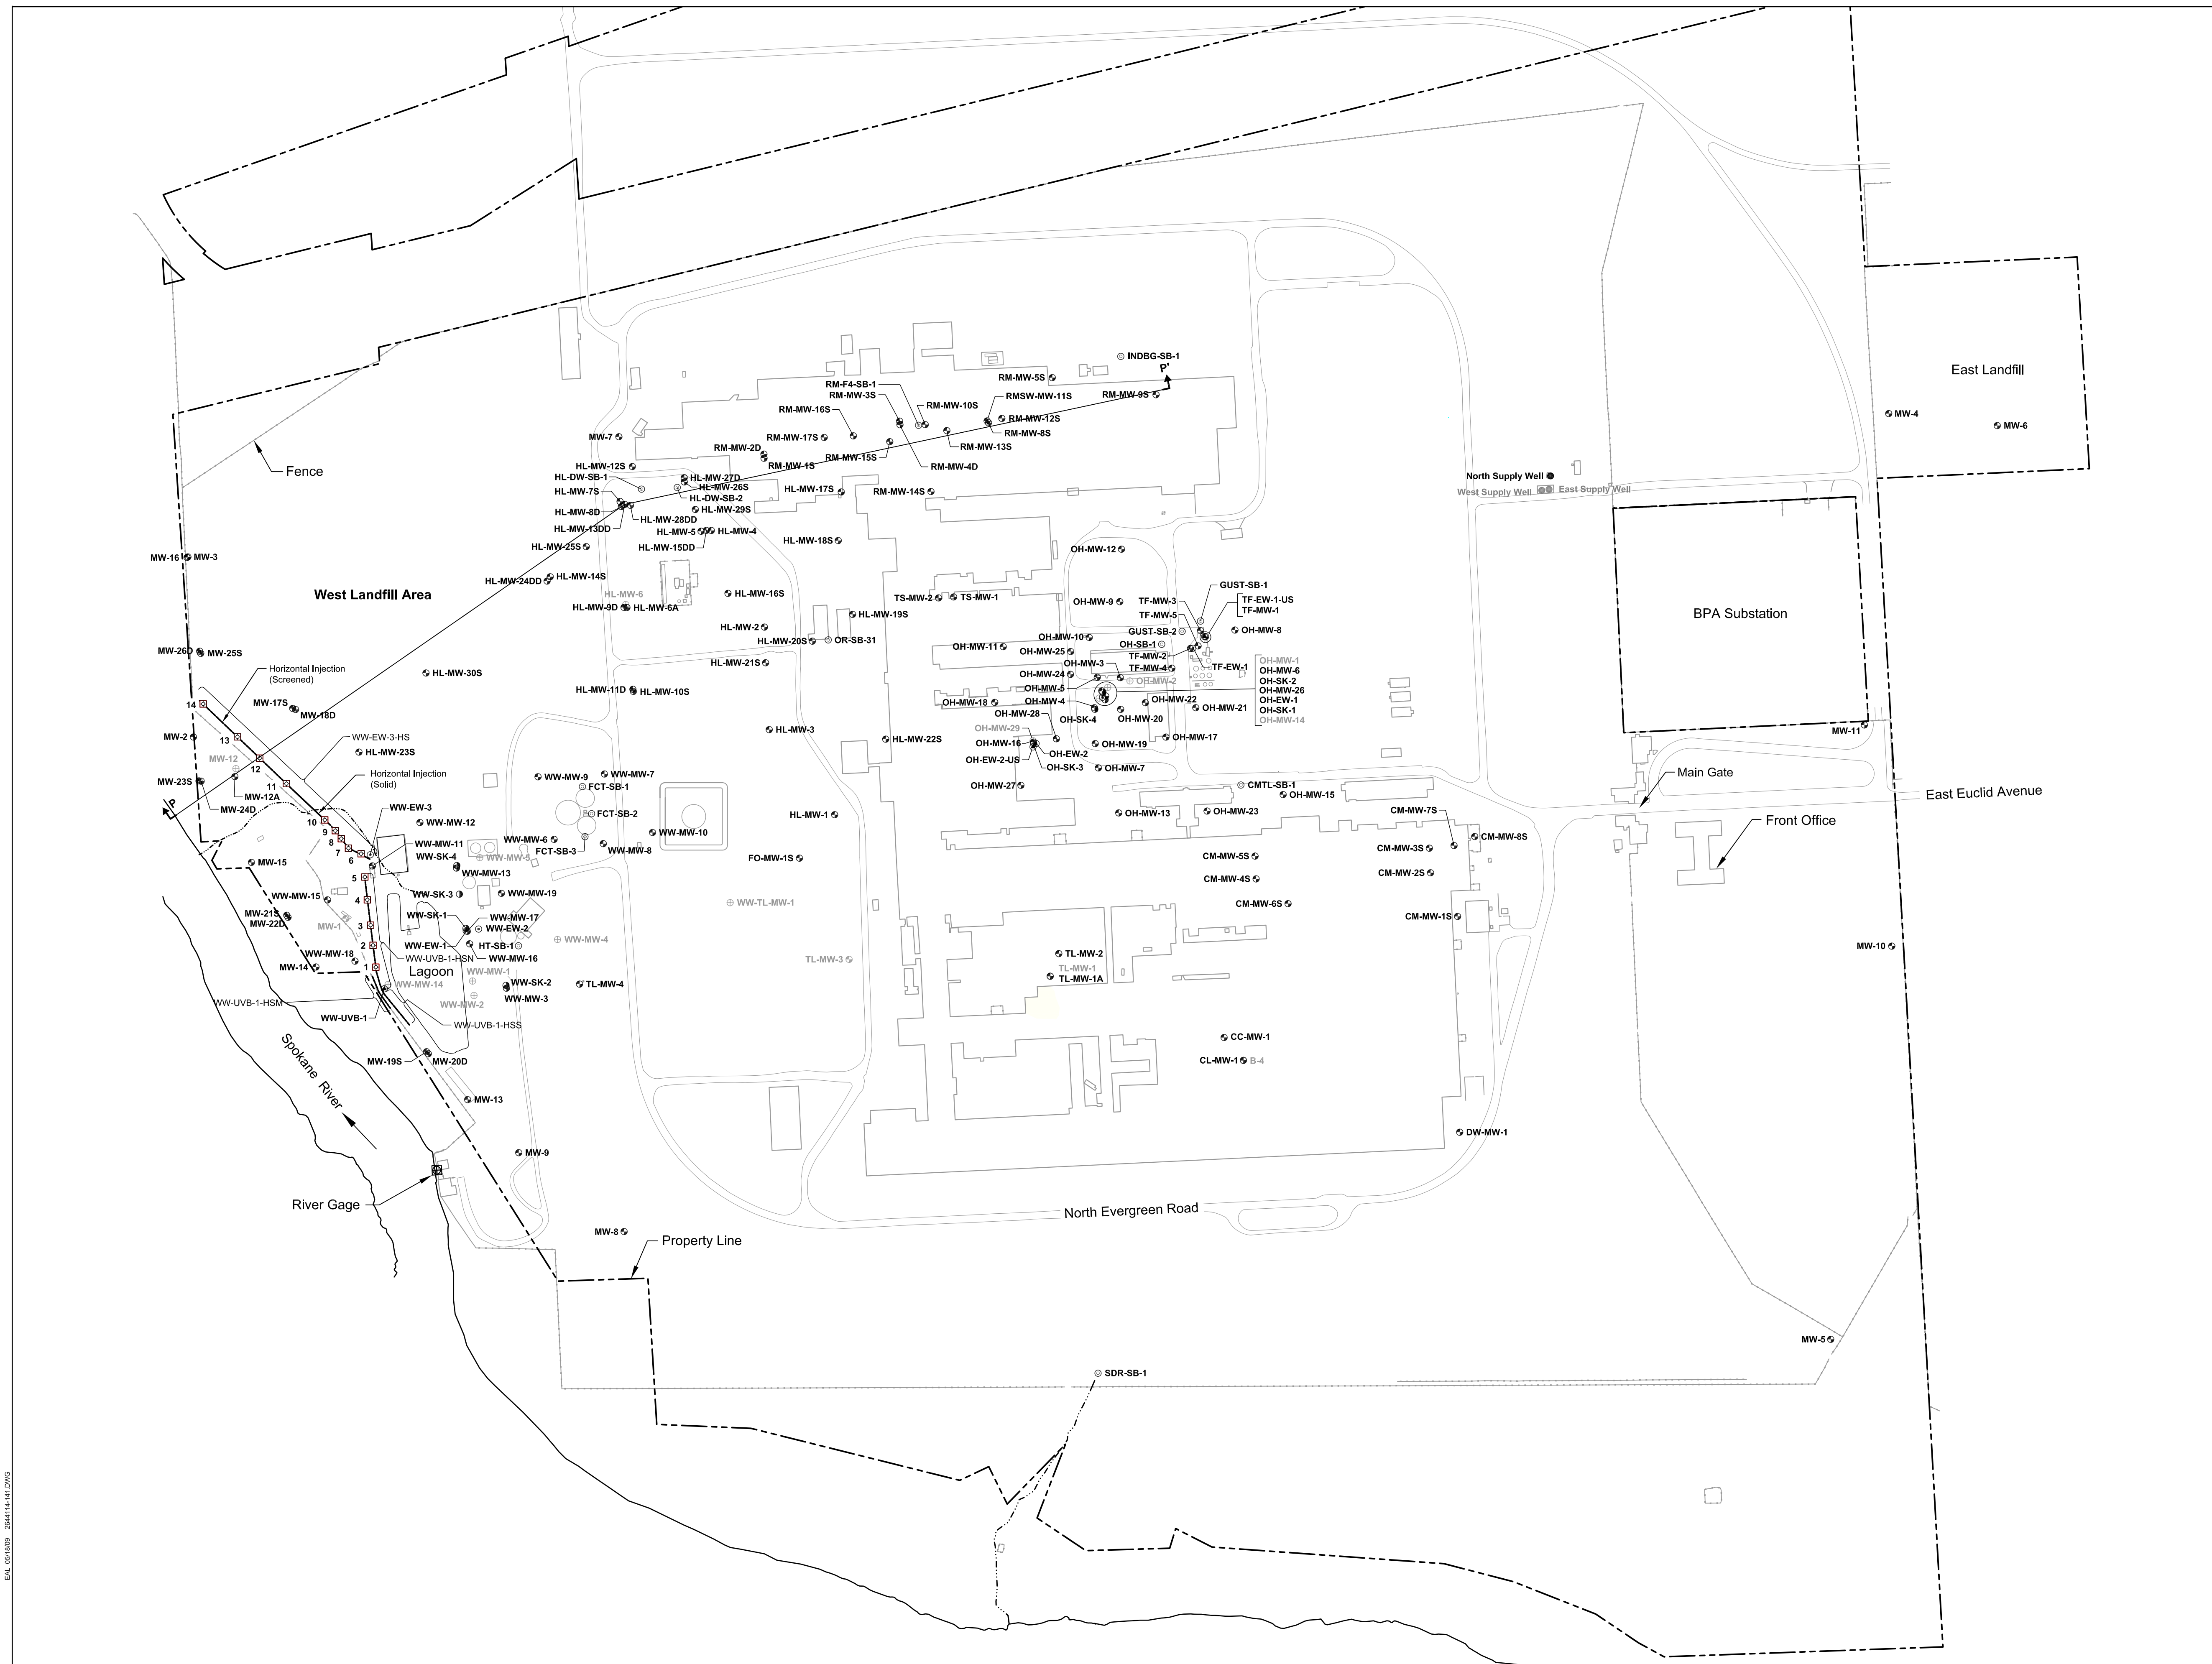 INDBG-SB-1
P'
RM-MW-5S
RM-F4-SB-1
RM-MW-3S
RM-MW-9S
East Landfill
RM-MW-10S
RMSW-MW-11S
RM-MW-16S
RM-MW-12S
MW-4
MW-6
MW-7
RM-MW-17S
RM-MW-8S
RM-MW-13S
RM-MW-2D
RM-MW-15S
RM-MW-1S
RM-MW-4D
Fence
HL-MW-12S
HL-DW-SB-1
HL-MW-27D
HL-MW-26S
HL-DW-SB-2
North Supply Well
West Supply Well
East Supply Well
HL-MW-7S
HL-MW-17S
RM-MW-14S
HL-MW-8D
HL-MW-29S
HL-MW-28DD
HL-MW-13DD
HL-MW-5
HL-MW-4
HL-MW-15DD
HL-MW-18S
HL-MW-25S
OH-MW-12
MW-16
MW-3
HL-MW-24DD
HL-MW-14S
West Landfill Area
HL-MW-6
HL-MW-16S
HL-MW-9D
HL-MW-6A
TS-MW-2
TS-MW-1
OH-MW-9
GUST-SB-1
TF-MW-3
TF-EW-1-US
TF-MW-1
TF-MW-5
BPA Substation
HL-MW-19S
HL-MW-2
HL-MW-20S
OR-SB-31
GUST-SB-2
OH-MW-8
OH-MW-10
OH-SB-1
OH-MW-11
OH-MW-25
TF-MW-2
MW-26D
MW-25S
HL-MW-21S
OH-MW-3
TF-MW-4
TF-EW-1
OH-MW-1
OH-MW-6
OH-SK-2
OH-MW-26
OH-EW-1
OH-SK-1
OH-MW-14
Horizontal Injection
(Screened)
HL-MW-30S
OH-MW-24
OH-MW-2
OH-MW-5
HL-MW-11D
HL-MW-10S
OH-MW-18
OH-MW-4
OH-MW-22
OH-MW-21
14
MW-17S
MW-18D
OH-MW-28
OH-SK-4
OH-MW-20
MW-2
13
WW-EW-3-HS
HL-MW-3
HL-MW-22S
OH-MW-29
OH-MW-16
OH-MW-19
OH-MW-17
MW-11
HL-MW-23S
MW-12
12
OH-EW-2
OH-EW-2-US
OH-SK-3
OH-MW-7
Horizontal Injection
(Solid)
WW-MW-9
WW-MW-7
Main Gate
MW-23S
11
FCT-SB-1
OH-MW-27
CMTL-SB-1
OH-MW-15
East Euclid Avenue
MW-12A
P
MW-24D
WW-EW-3
FCT-SB-2
HL-MW-1
OH-MW-13
OH-MW-23
CM-MW-7S
Front Office
10
WW-MW-12
9
WW-MW-10
8
WW-MW-6
WW-MW-11
WW-MW-8
CM-MW-8S
CM-MW-3S
7
FCT-SB-3
WW-SK-4
WW-MW-5
FO-MW-1S
CM-MW-5S
6
MW-15
WW-MW-13
CM-MW-2S
5
CM-MW-4S
WW-MW-15
WW-SK-3
WW-MW-19
4
WW-TL-MW-1
CM-MW-6S
MW-21S
MW-22D
WW-SK-1
WW-MW-17
CM-MW-1S
MW-1
3
WW-EW-2
WW-EW-1
HT-SB-1
WW-MW-4
2
WW-MW-16
MW-10
WW-MW-18
WW-UVB-1-HSN
TL-MW-2
TL-MW-3
MW-14
1
Lagoon
WW-MW-1
TL-MW-1
TL-MW-1A
WW-MW-14
WW-SK-2
TL-MW-4
WW-UVB-1-HSM
WW-MW-2
WW-MW-3
WW-UVB-1
WW-UVB-1-HSS
CC-MW-1
Spokane River
MW-19S
MW-20D
CL-MW-1
B-4
MW-13
DW-MW-1
MW-9
River Gage
North Evergreen Road
MW-8
Property Line
MW-5
SDR-SB-1
EAL 05/18/09 2644114-141.DWG